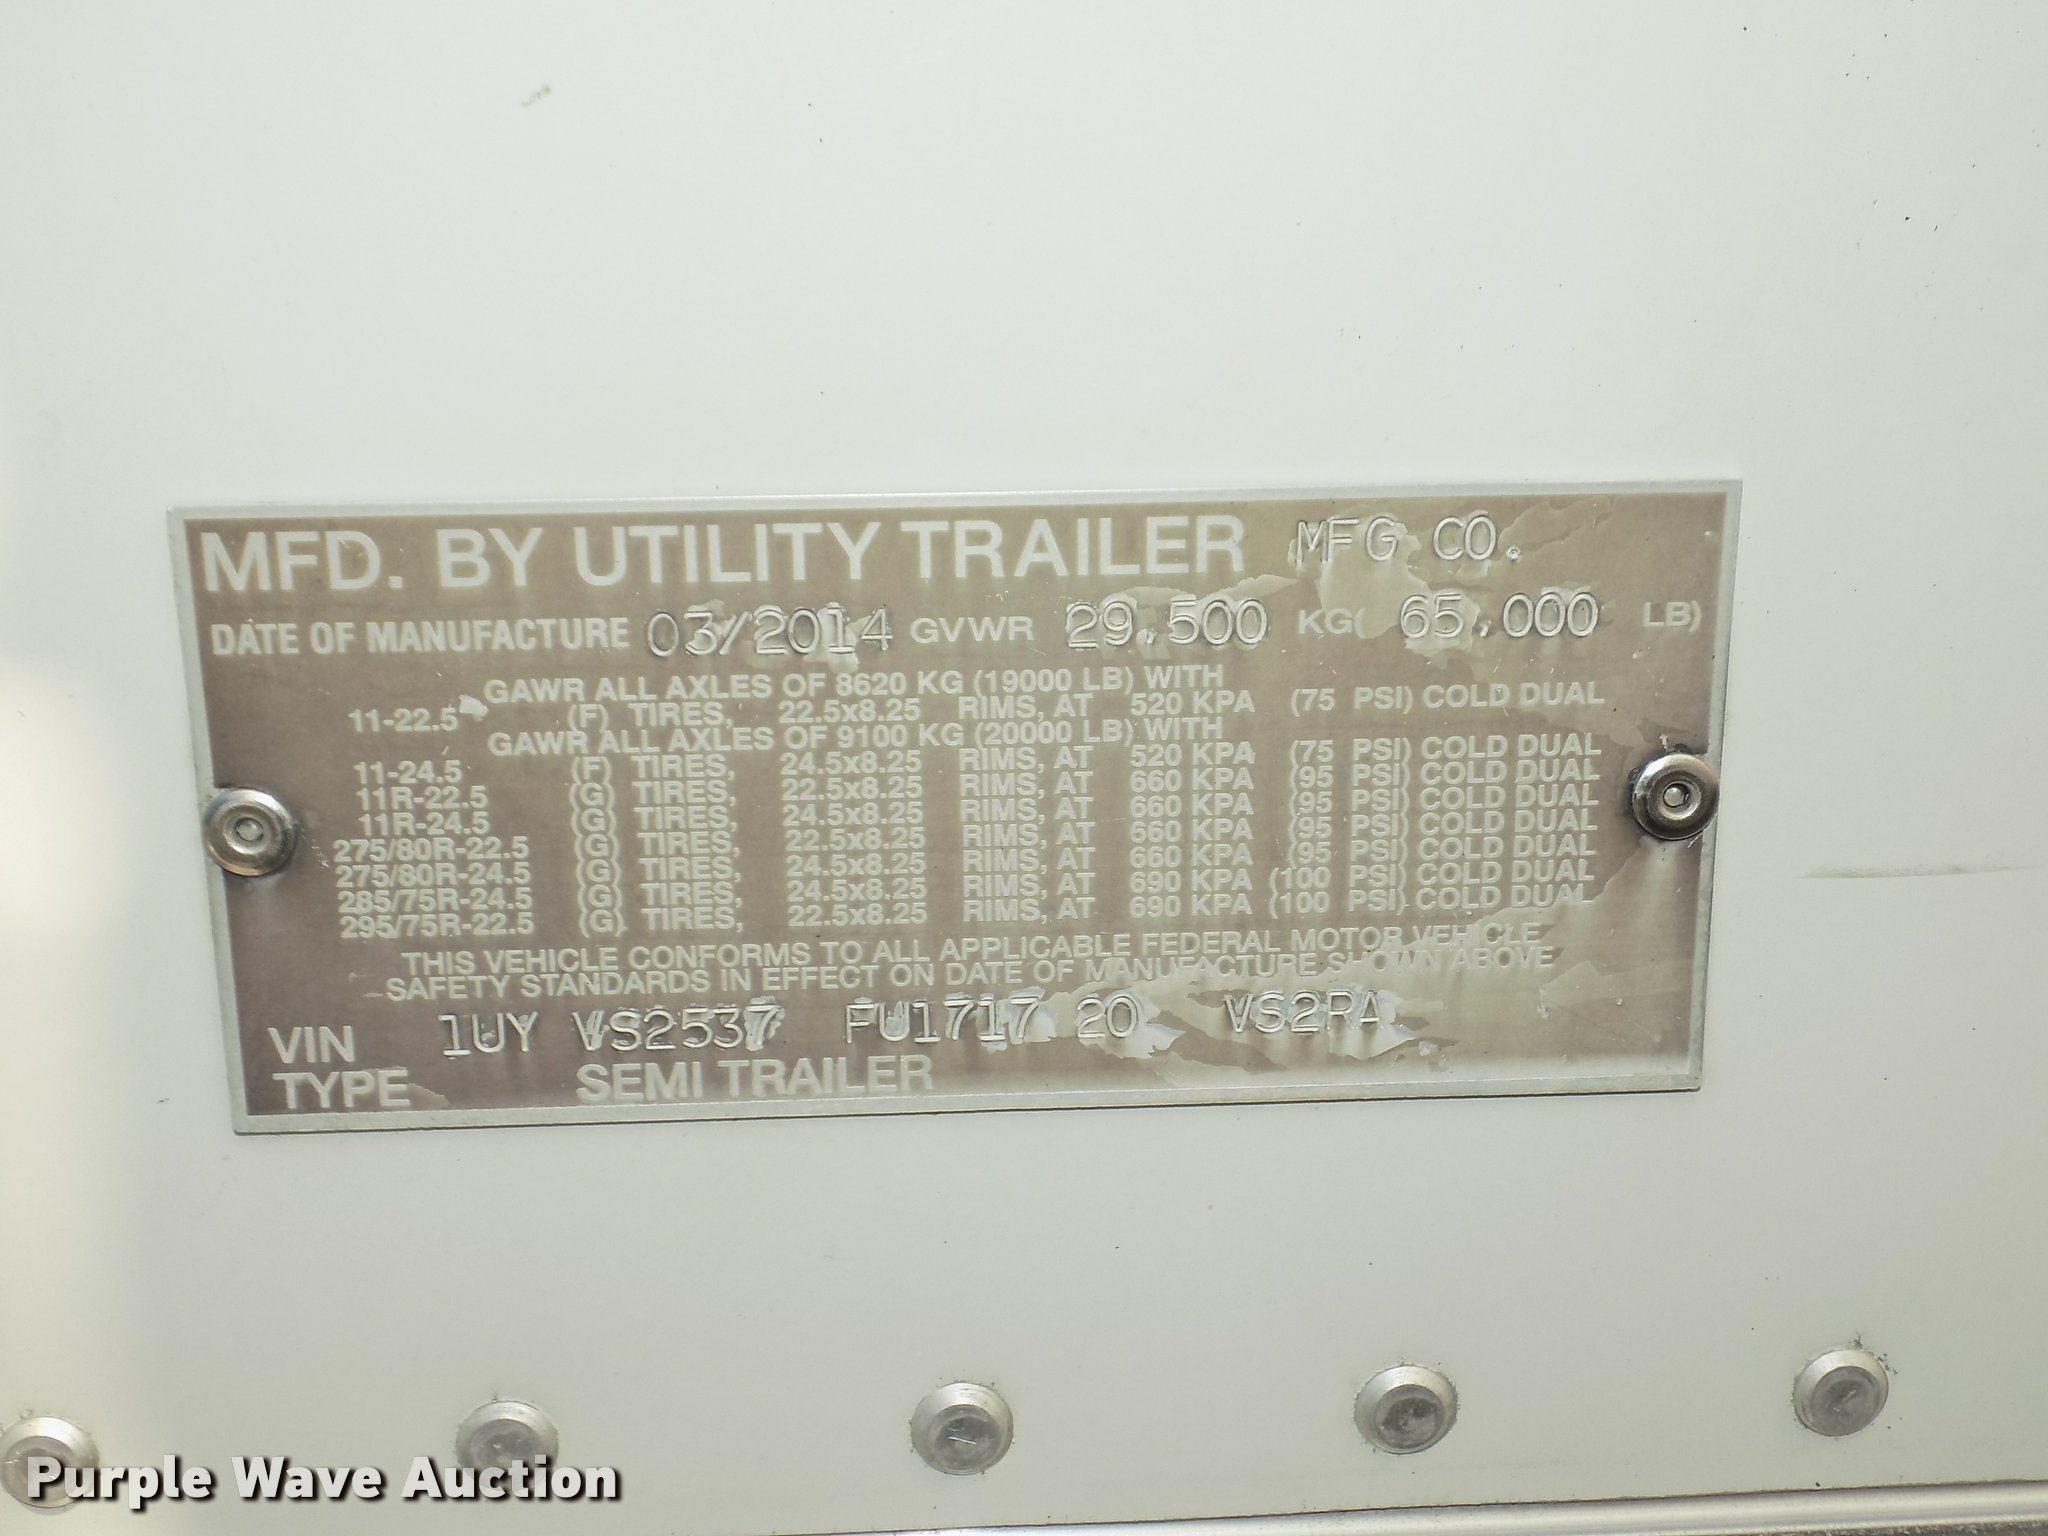 MFD. BY UTILITY TRAILER MFG CO.
DATE OF MANUFACTURE 03/2014 GVWR 29,500 KG( 65,000 LB)
GAWR ALL AXLES OF 8620 KG (19000 LB) WITH
11-22.5 (F) TIRES, 22.5x8.25 RIMS, AT 520 KPA (75 PSI) COLD DUAL
GAWR ALL AXLES OF 9100 KG (20000 LB) WITH
11-24.5 (F) TIRES, 24.5x8.25 RIMS, AT 520 KPA (75 PSI) COLD DUAL
11R-22.5 (G) TIRES, 22.5x8.25 RIMS, AT 660 KPA (95 PSI) COLD DUAL
11R-24.5 (G) TIRES, 24.5x8.25 RIMS, AT 660 KPA (95 PSI) COLD DUAL
275/80R-22.5 (G) TIRES, 22.5x8.25 RIMS, AT 660 KPA (95 PSI) COLD DUAL
275/80R-24.5 (G) TIRES, 24.5x8.25 RIMS, AT 660 KPA (95 PSI) COLD DUAL
285/75R-24.5 (G) TIRES, 24.5x8.25 RIMS, AT 690 KPA (100 PSI) COLD DUAL
295/75R-22.5 (G) TIRES, 22.5x8.25 RIMS, AT 690 KPA (100 PSI) COLD DUAL
THIS VEHICLE CONFORMS TO ALL APPLICABLE FEDERAL MOTOR VEHICLE
SAFETY STANDARDS IN EFFECT ON DATE OF MANUFACTURE SHOWN ABOVE
VIN 1UY VS2537 FU1717 20 VS2RA
TYPE SEMI TRAILER
Purple Wave Auction